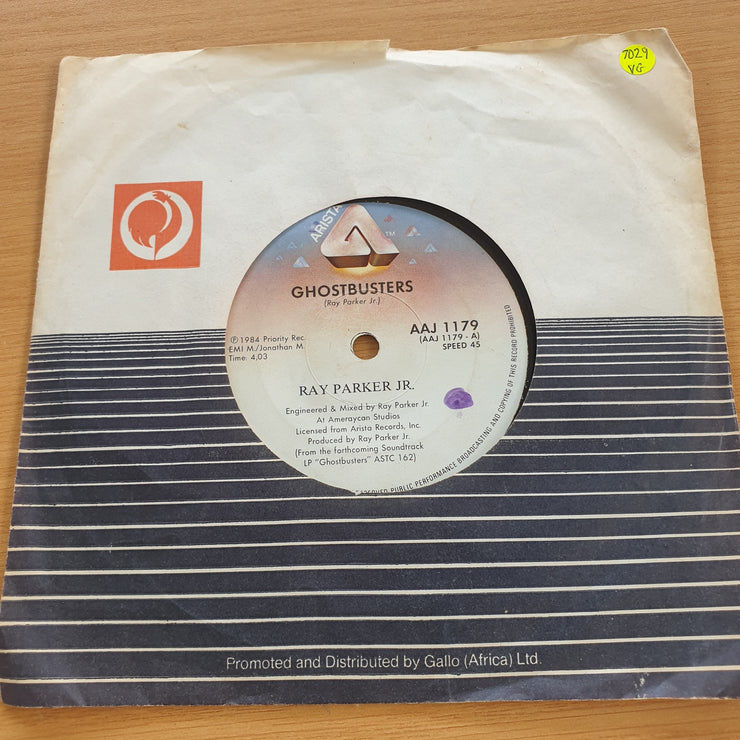 7029
VG
ARISTA
TM
GHOSTBUSTERS
(Ray Parker Jr.)
℗ 1984 Priority Rec.
EMI M./Jonathan M.
Time. 4,03
AAJ 1179
(AAJ 1179 - A)
SPEED 45
RAY PARKER JR.
Engineered & Mixed by Ray Parker Jr.
At Ameraycan Studios
Licensed from Arista Records, Inc.
Produced by Ray Parker Jr.
(From the forthcoming Soundtrack
LP "Ghostbusters" ASTC 162)
PUBLIC PERFORMANCE BROADCASTING AND COPYING OF THIS RECORD PROHIBITED
Promoted and Distributed by Gallo (Africa) Ltd.